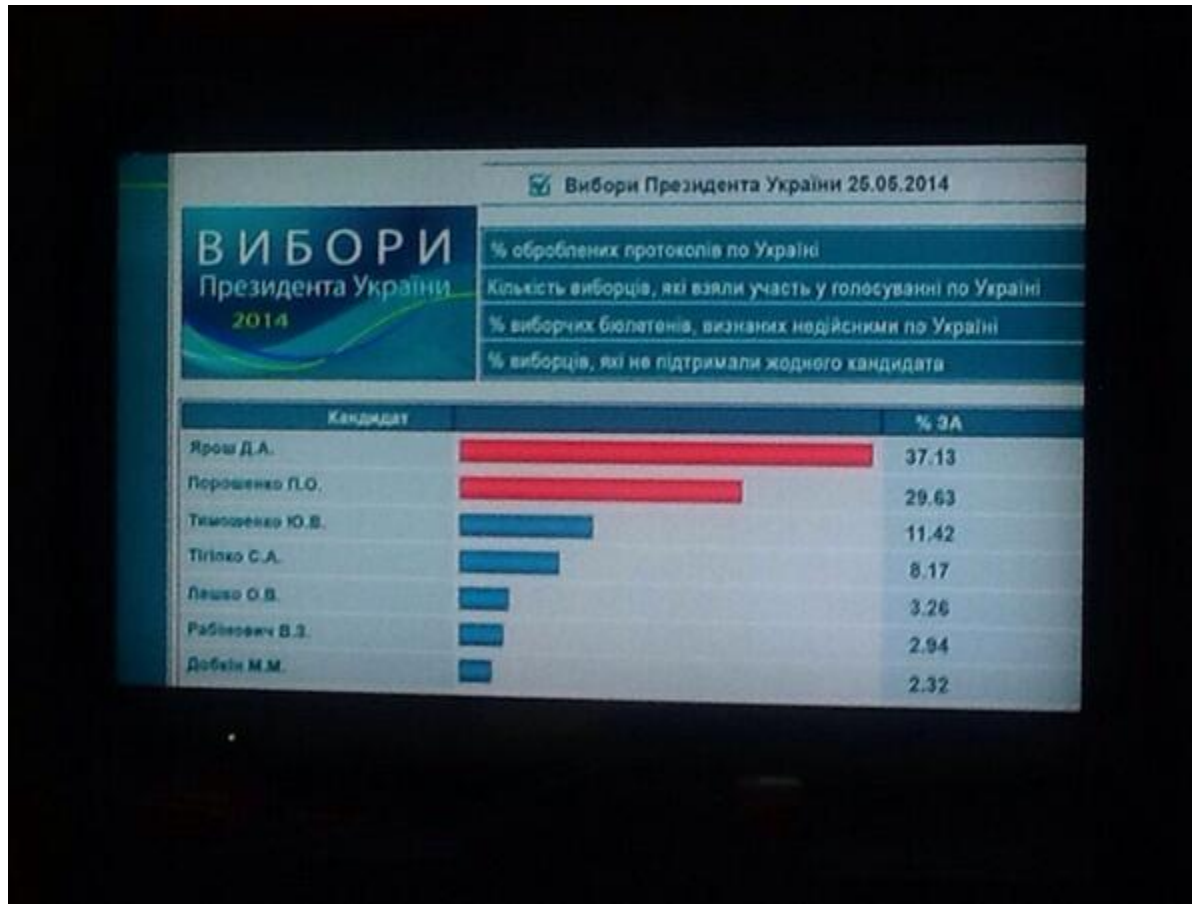 Вибори Президента України 25.05.2014
ВИБОРИ
Президента України
2014
% оброблених протоколів по Україні
Кількість виборців, які взяли участь у голосуванні по Україні
% виборчих бюлетенів, визнаних недійсними по Україні
% виборців, які не підтримали жодного кандидата
Кандидат % ЗА
Ярош Д.А. 37.13
Порошенко П.О. 29.63
Тимошенко Ю.В. 11.42
Тігіпко С.А. 8.17
Ляшко О.В. 3.26
Рабінович В.З. 2.94
Добкін М.М. 2.32